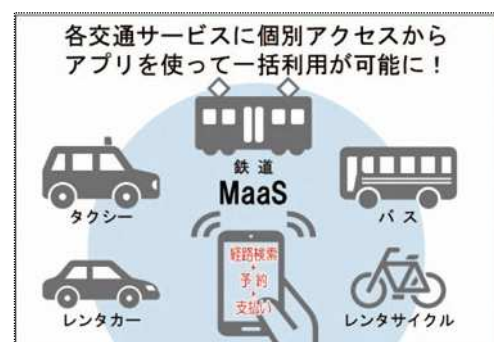 各交通サービスに個別アクセスから
アプリを使って一括利用が可能に！
鉄道
MaaS
タクシー
バス
経路検索
+
予約
+
支払い
レンタカー
レンタサイクル